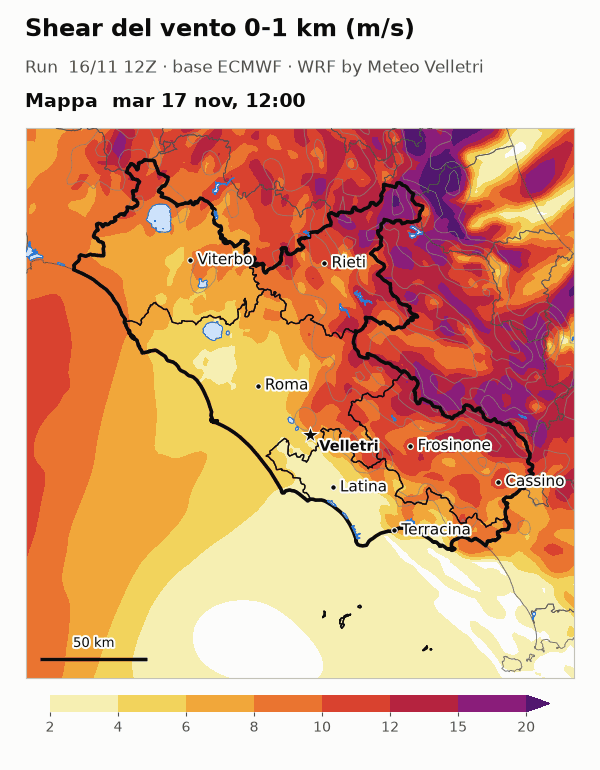 Shear del vento 0-1 km (m/s)
Run  16/11 12Z · base ECMWF · WRF by Meteo Velletri
Mappa  mar 17 nov, 12:00
Viterbo
Rieti
Roma
Velletri
Frosinone
Latina
Cassino
Terracina
50 km
2 4 6 8 10 12 15 20